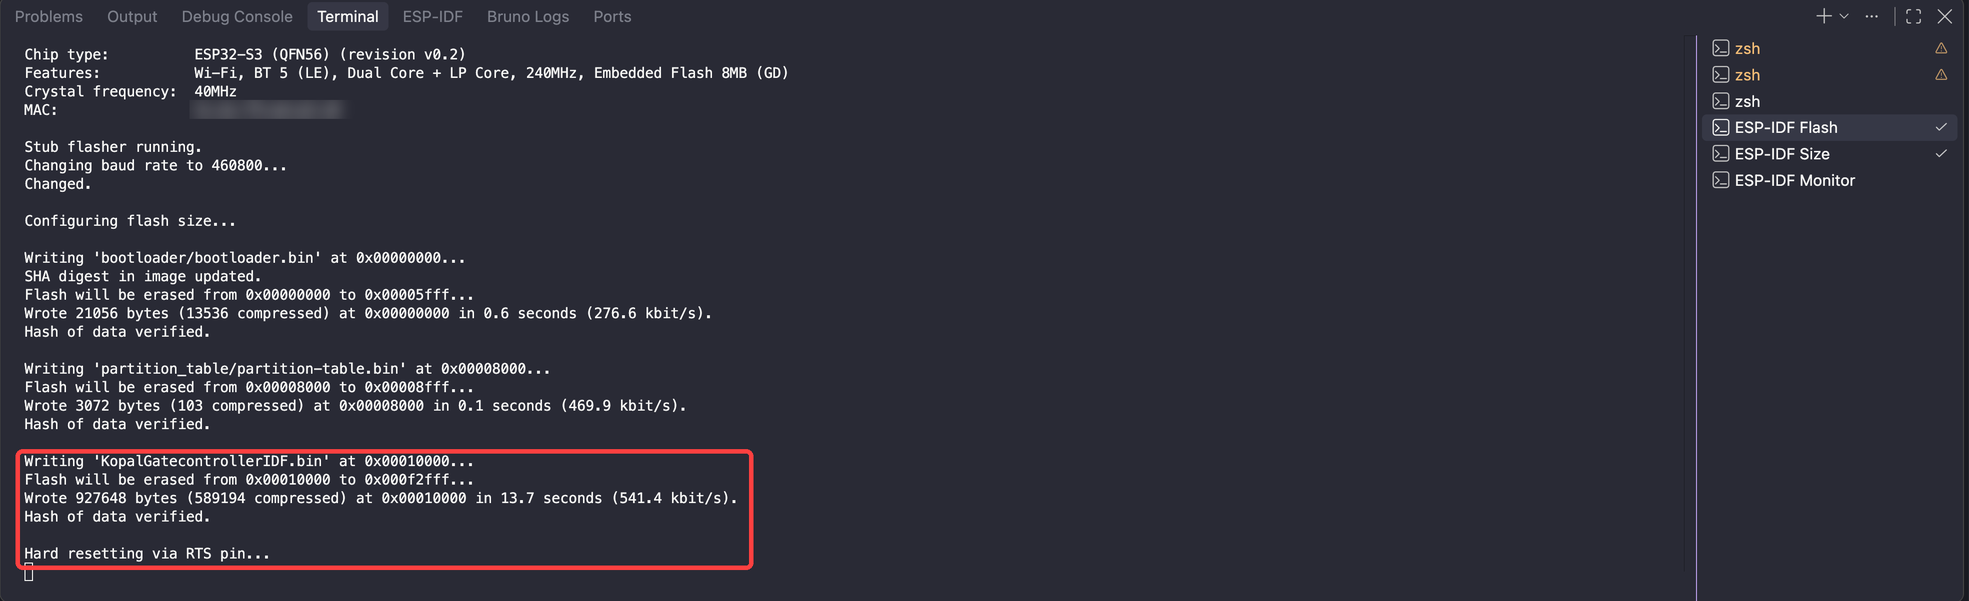 Problems Output Debug Console Terminal ESP-IDF Bruno Logs Ports
Chip type: ESP32-S3 (QFN56) (revision v0.2)
Features: Wi-Fi, BT 5 (LE), Dual Core + LP Core, 240MHz, Embedded Flash 8MB (GD)
Crystal frequency: 40MHz
MAC:
Stub flasher running.
Changing baud rate to 460800...
Changed.
Configuring flash size...
Writing 'bootloader/bootloader.bin' at 0x00000000...
SHA digest in image updated.
Flash will be erased from 0x00000000 to 0x00005fff...
Wrote 21056 bytes (13536 compressed) at 0x00000000 in 0.6 seconds (276.6 kbit/s).
Hash of data verified.
Writing 'partition_table/partition-table.bin' at 0x00008000...
Flash will be erased from 0x00008000 to 0x00008fff...
Wrote 3072 bytes (103 compressed) at 0x00008000 in 0.1 seconds (469.9 kbit/s).
Hash of data verified.
Writing 'KopalGatecontrollerIDF.bin' at 0x00010000...
Flash will be erased from 0x00010000 to 0x000f2fff...
Wrote 927648 bytes (589194 compressed) at 0x00010000 in 13.7 seconds (541.4 kbit/s).
Hash of data verified.
Hard resetting via RTS pin...
zsh
zsh
zsh
ESP-IDF Flash
ESP-IDF Size
ESP-IDF Monitor